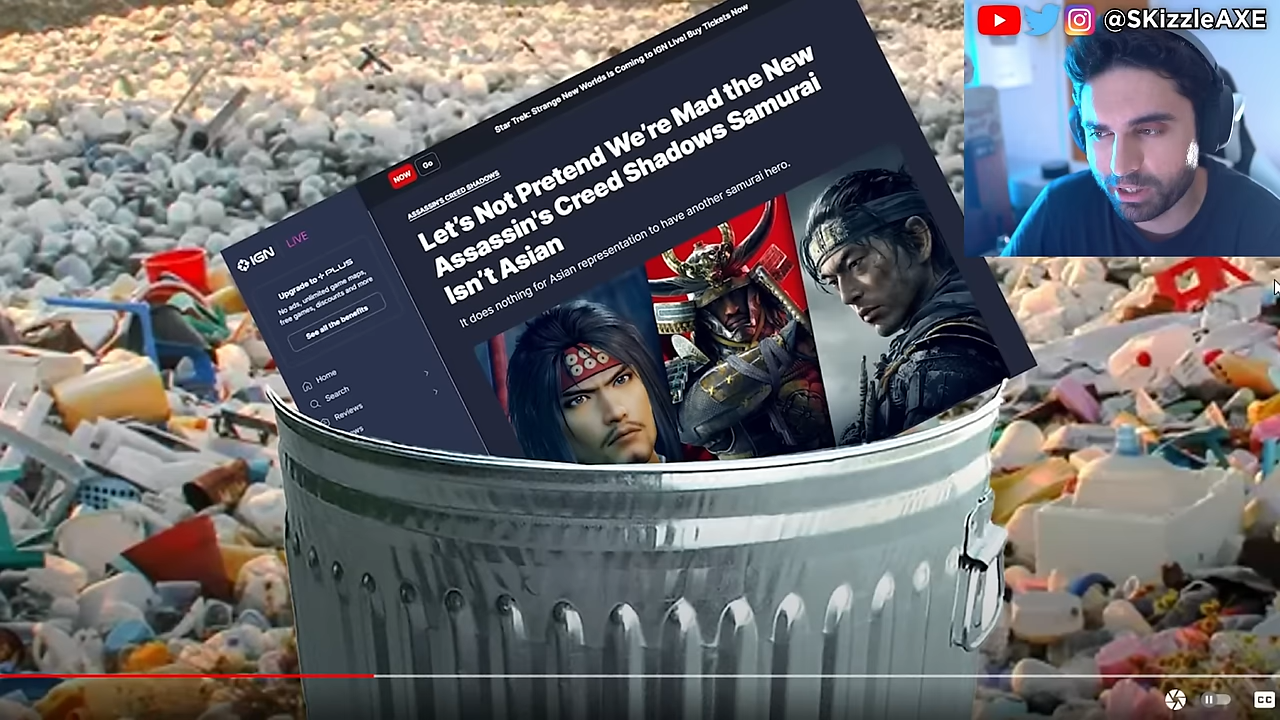 @SKizzleAXE
Star Trek: Strange New Worlds Is Coming to IGN Live! Buy Tickets Now
NOW
Go
ASSASSIN'S CREED SHADOWS
Let's Not Pretend We're Mad the New
Assassin's Creed Shadows Samurai
Isn't Asian
It does nothing for Asian representation to have another samurai hero.
IGN
LIVE
Upgrade to + PLUS
No ads, unlimited game maps,
free games, discounts and more
See all the benefits
Home
Search
Reviews
CC